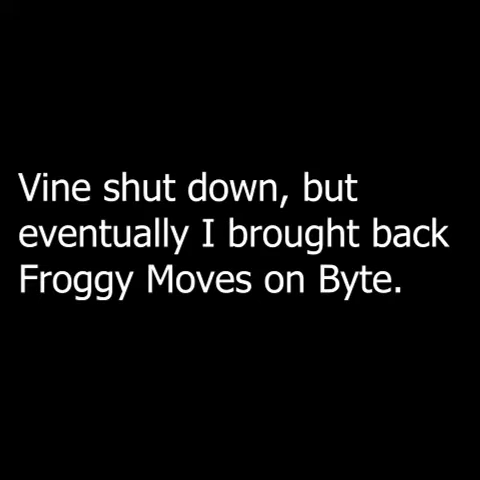 Vine shut down, but
eventually I brought back
Froggy Moves on Byte.